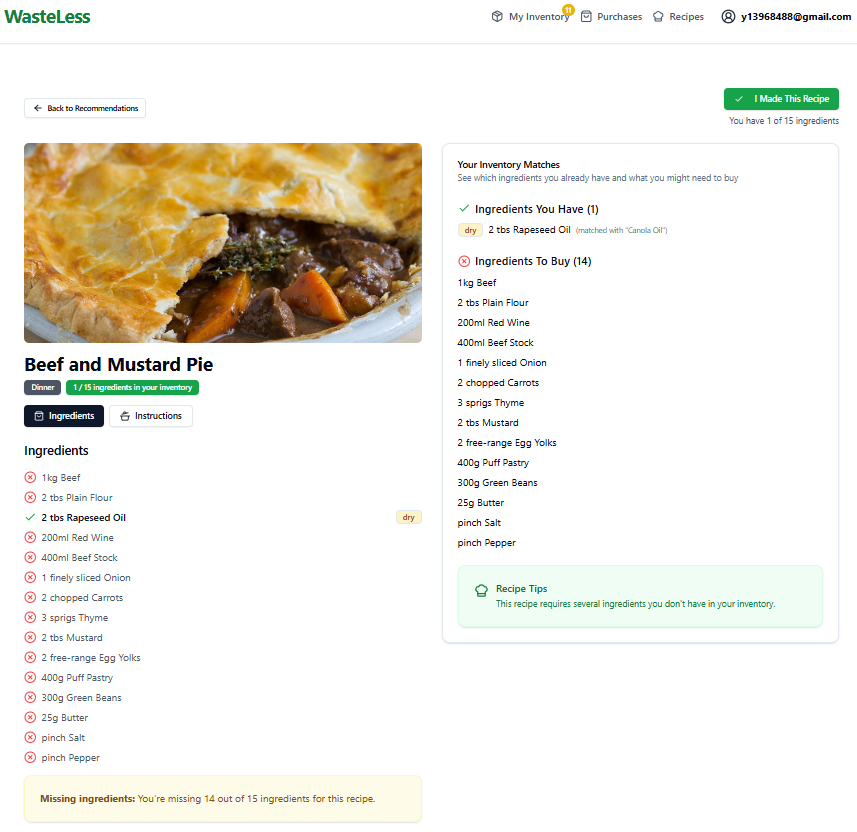 WasteLess
My Inventory
11
Purchases
Recipes
y13968488@gmail.com
Back to Recommendations
I Made This Recipe
You have 1 of 15 ingredients
Beef and Mustard Pie
Dinner
1 / 15 ingredients in your inventory
Ingredients
Instructions
Ingredients
1kg Beef
2 tbs Plain Flour
2 tbs Rapeseed Oil
dry
200ml Red Wine
400ml Beef Stock
1 finely sliced Onion
2 chopped Carrots
3 sprigs Thyme
2 tbs Mustard
2 free-range Egg Yolks
400g Puff Pastry
300g Green Beans
25g Butter
pinch Salt
pinch Pepper
Missing ingredients: You're missing 14 out of 15 ingredients for this recipe.
Your Inventory Matches
See which ingredients you already have and what you might need to buy
Ingredients You Have (1)
dry 2 tbs Rapeseed Oil (matched with "Canola Oil")
Ingredients To Buy (14)
1kg Beef
2 tbs Plain Flour
200ml Red Wine
400ml Beef Stock
1 finely sliced Onion
2 chopped Carrots
3 sprigs Thyme
2 tbs Mustard
2 free-range Egg Yolks
400g Puff Pastry
300g Green Beans
25g Butter
pinch Salt
pinch Pepper
Recipe Tips
This recipe requires several ingredients you don't have in your inventory.